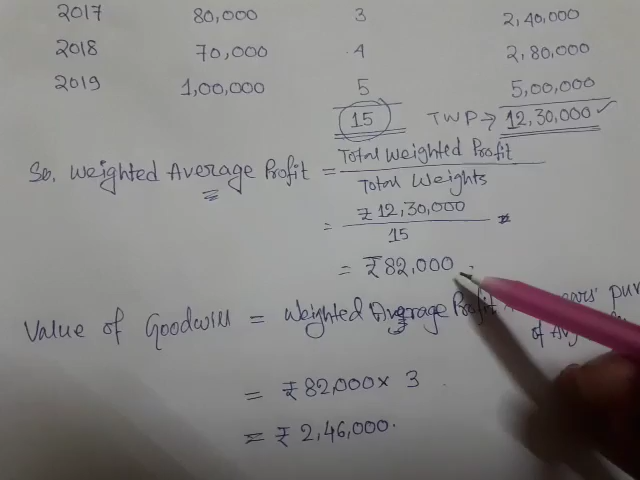 2017 80,000 3 2,40,000
2018 70,000 4 2,80,000
2019 1,00,000 5 5,00,000
15 TWP → 12,30,000 ✓
So, Weighted Average Profit = Total Weighted Profit
Total Weights
= ₹ 12,30,000
15
= ₹ 82,000
Value of Goodwill = Weighted Average Profit
of
= ₹ 82,000 x 3
= ₹ 2,46,000.